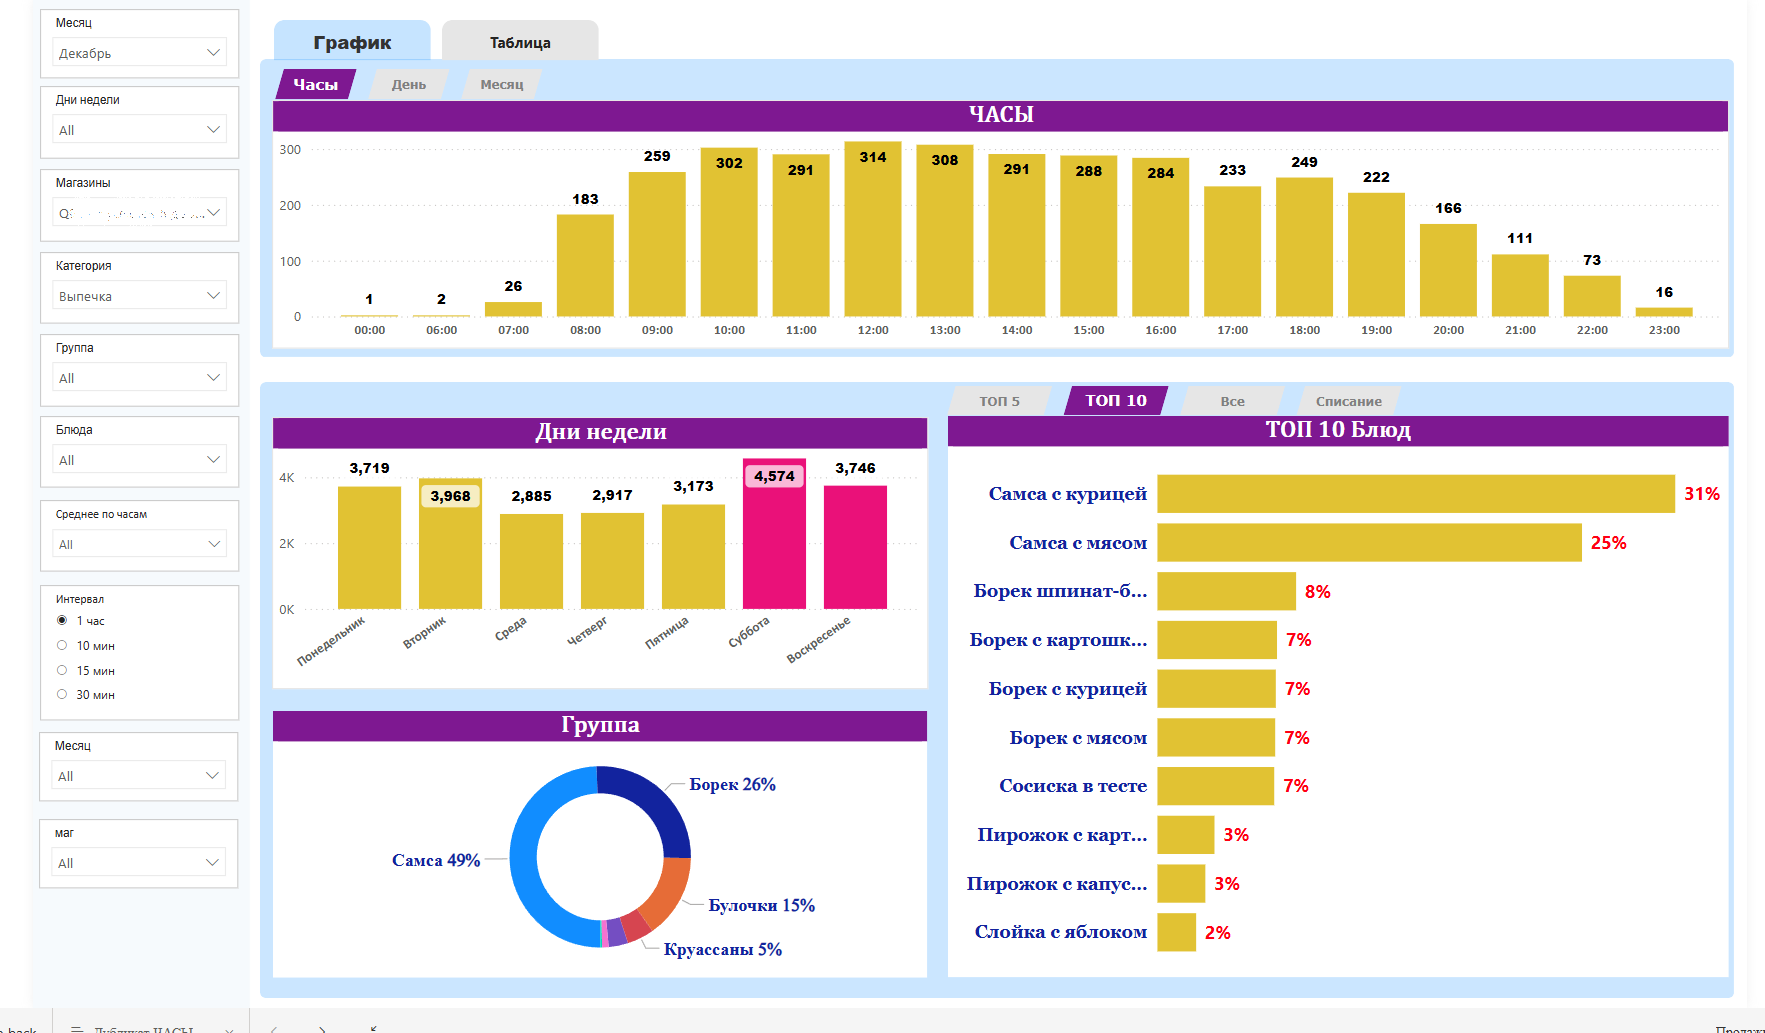 Месяц
Декабрь
Дни недели
All
Магазины
Категория
Выпечка
Группа
All
Блюда
All
Среднее по часам
All
Интервал
1 час
10 мин
15 мин
30 мин
Месяц
All
маг
All
График Таблица
Часы День Месяц
ЧАСЫ
300
200
100
0
1 2 26 183 259 302 291 314 308 291 288 284 233 249 222 166 111 73 16
00:00 06:00 07:00 08:00 09:00 10:00 11:00 12:00 13:00 14:00 15:00 16:00 17:00 18:00 19:00 20:00 21:00 22:00 23:00
Дни недели
4K
2K
0K
3,719 3,968 2,885 2,917 3,173 4,574 3,746
Понедельник Вторник Среда Четверг Пятница Суббота Воскресенье
Группа
Борек 26%
Самса 49%
Булочки 15%
Круассаны 5%
ТОП 5 ТОП 10 Все Списание
ТОП 10 Блюд
Самса с курицей 31%
Самса с мясом 25%
Борек шпинат-б... 8%
Борек с картошк... 7%
Борек с курицей 7%
Борек с мясом 7%
Сосиска в тесте 7%
Пирожок с карт... 3%
Пирожок с капус... 3%
Слойка с яблоком 2%
Дубликат ЧАСЫ